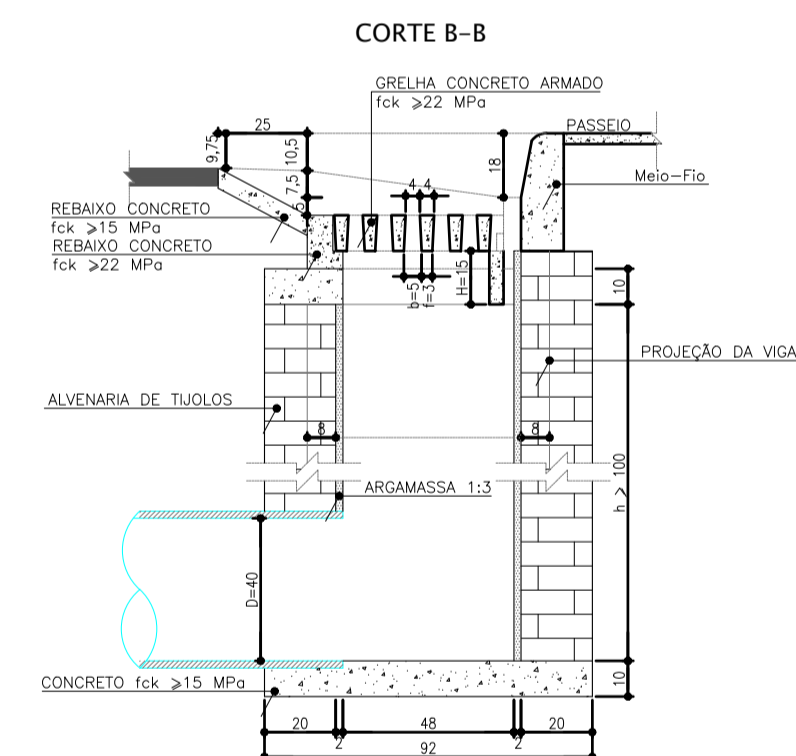 CORTE B–B
GRELHA CONCRETO ARMADO
fck ⩾22 MPa
25
PASSEIO
9,75
10,5
18
7,5
4 4
Meio–Fio
REBAIXO CONCRETO
fck ⩾15 MPa
REBAIXO CONCRETO
fck ⩾22 MPa
b=5
f=3
H=15
10
PROJEÇÃO DA VIGA
ALVENARIA DE TIJOLOS
8
8
h > 100
ARGAMASSA 1:3
D=40
CONCRETO fck ⩾15 MPa
10
20
48
20
2
2
92